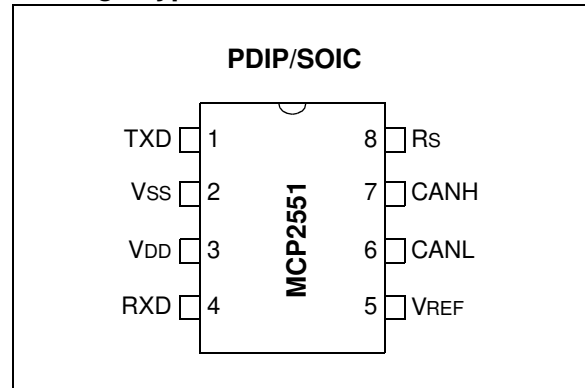 PDIP/SOIC
TXD 1 8 RS
VSS 2 7 CANH
VDD 3 6 CANL
RXD 4 5 VREF
MCP2551